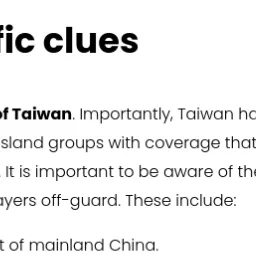 fic clues
of Taiwan. Importantly, Taiwan ha
island groups with coverage that
. It is important to be aware of the
ayers off-guard. These include:
t of mainland China.